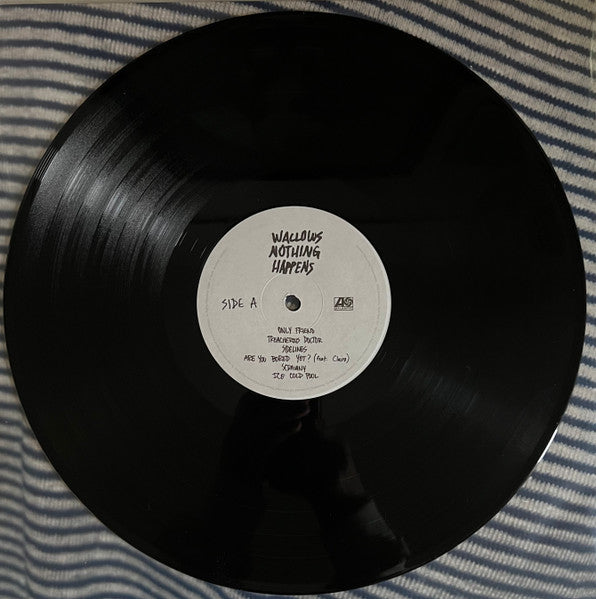 WALLOWS
NOTHING
HAPPENS
SIDE A
ONLY FRIEND
TREACHEROUS DOCTOR
SIDELINES
ARE YOU BORED YET? (feat. Clairo)
SCRAWNY
ICE COLD POOL